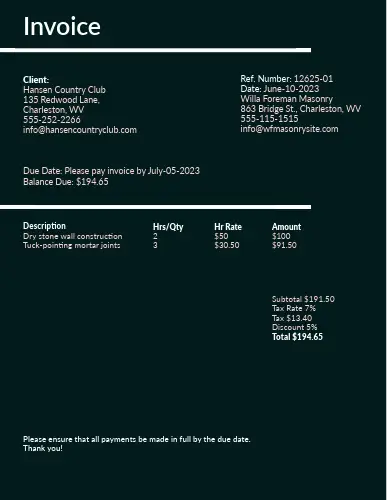 Invoice
Client:
Hansen Country Club
135 Redwood Lane,
Charleston, WV
555-252-2266
info@hansencountryclub.com
Ref. Number: 12625-01
Date: June-10-2023
Willa Foreman Masonry
863 Bridge St., Charleston, WV
555-115-1515
info@wfmasonrysite.com
Due Date: Please pay invoice by July-05-2023
Balance Due: $194.65
Description Hrs/Qty Hr Rate Amount
Dry stone wall construction 2 $50 $100
Tuck-pointing mortar joints 3 $30.50 $91.50
Subtotal $191.50
Tax Rate 7%
Tax $13.40
Discount 5%
Total $194.65
Please ensure that all payments be made in full by the due date.
Thank you!